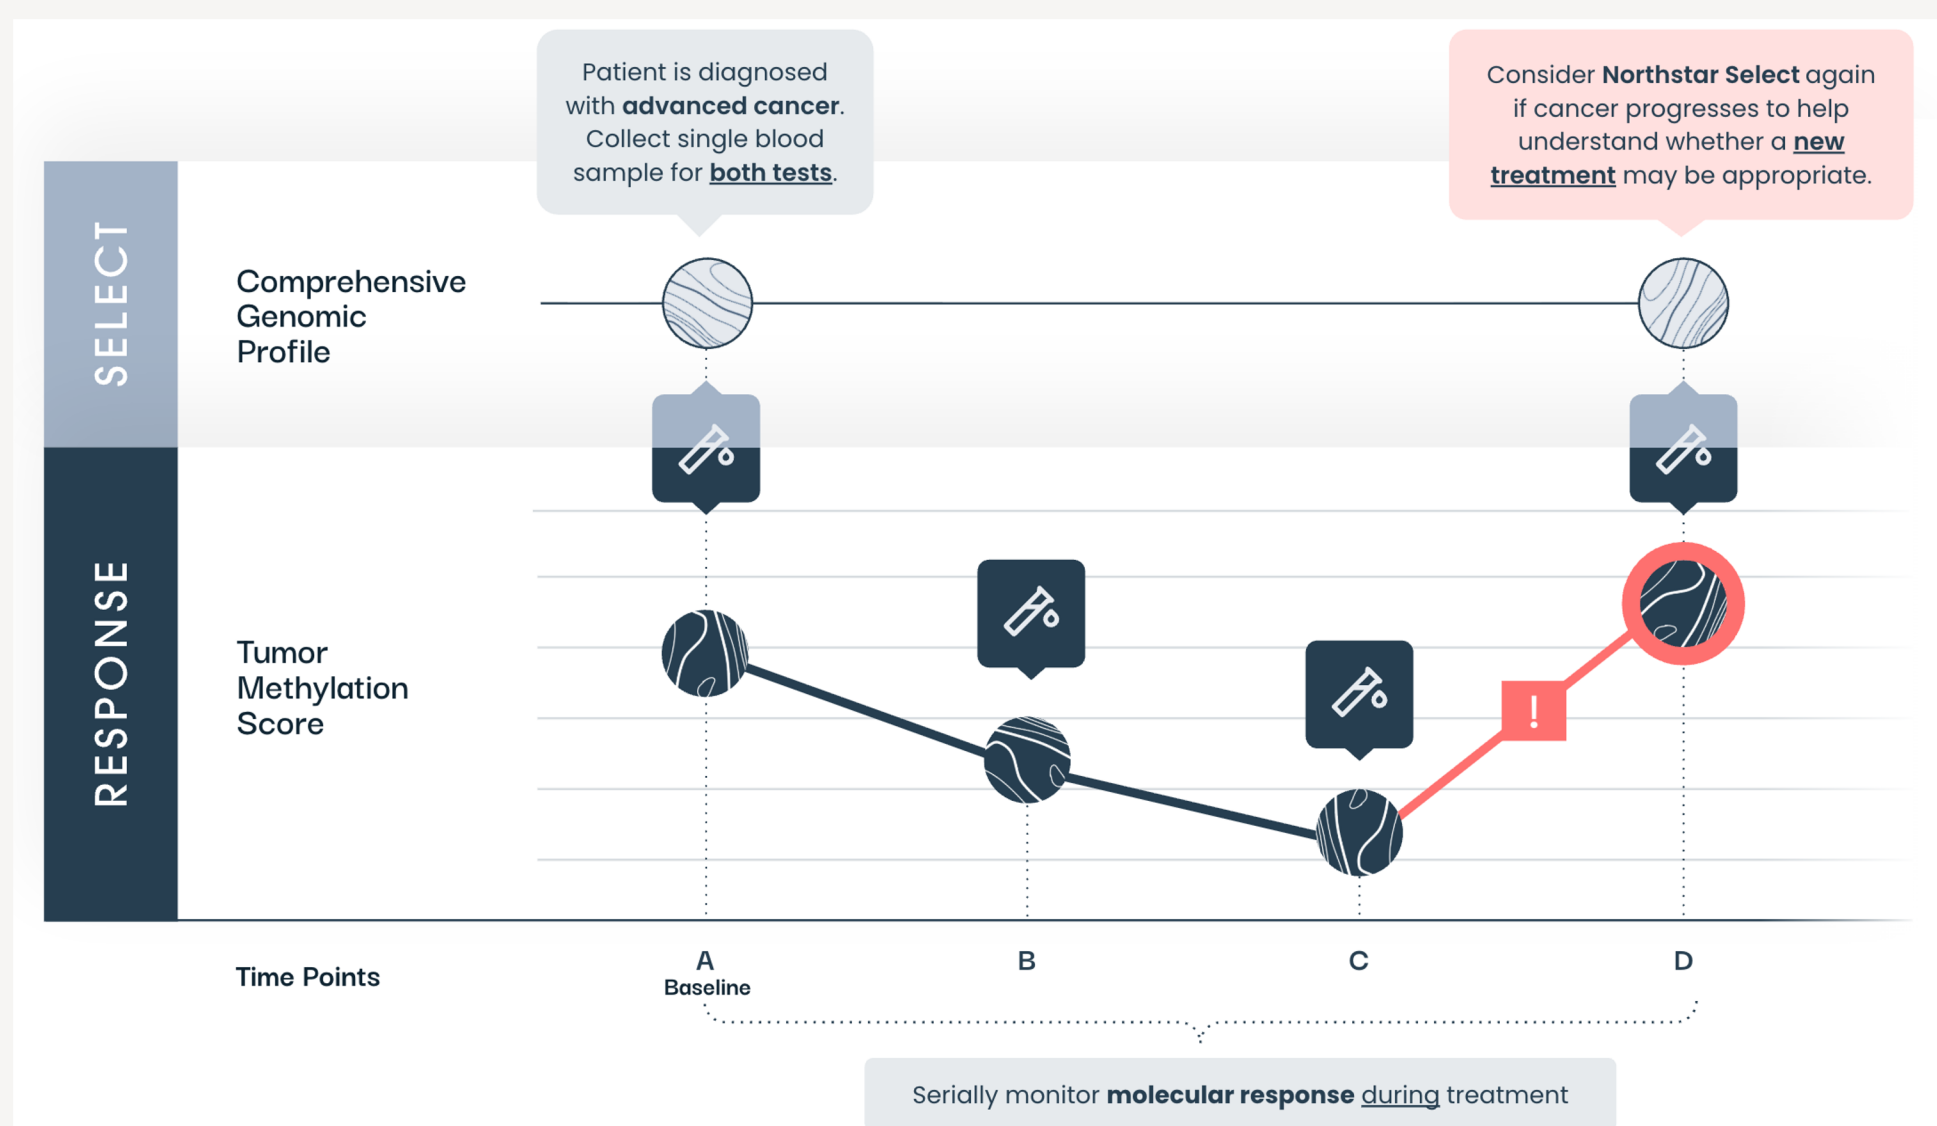 Patient is diagnosed
with advanced cancer.
Collect single blood
sample for both tests.
Consider Northstar Select again
if cancer progresses to help
understand whether a new
treatment may be appropriate.
SELECT
Comprehensive
Genomic
Profile
RESPONSE
Tumor
Methylation
Score
!
Time Points
A
Baseline
B
C
D
Serially monitor molecular response during treatment